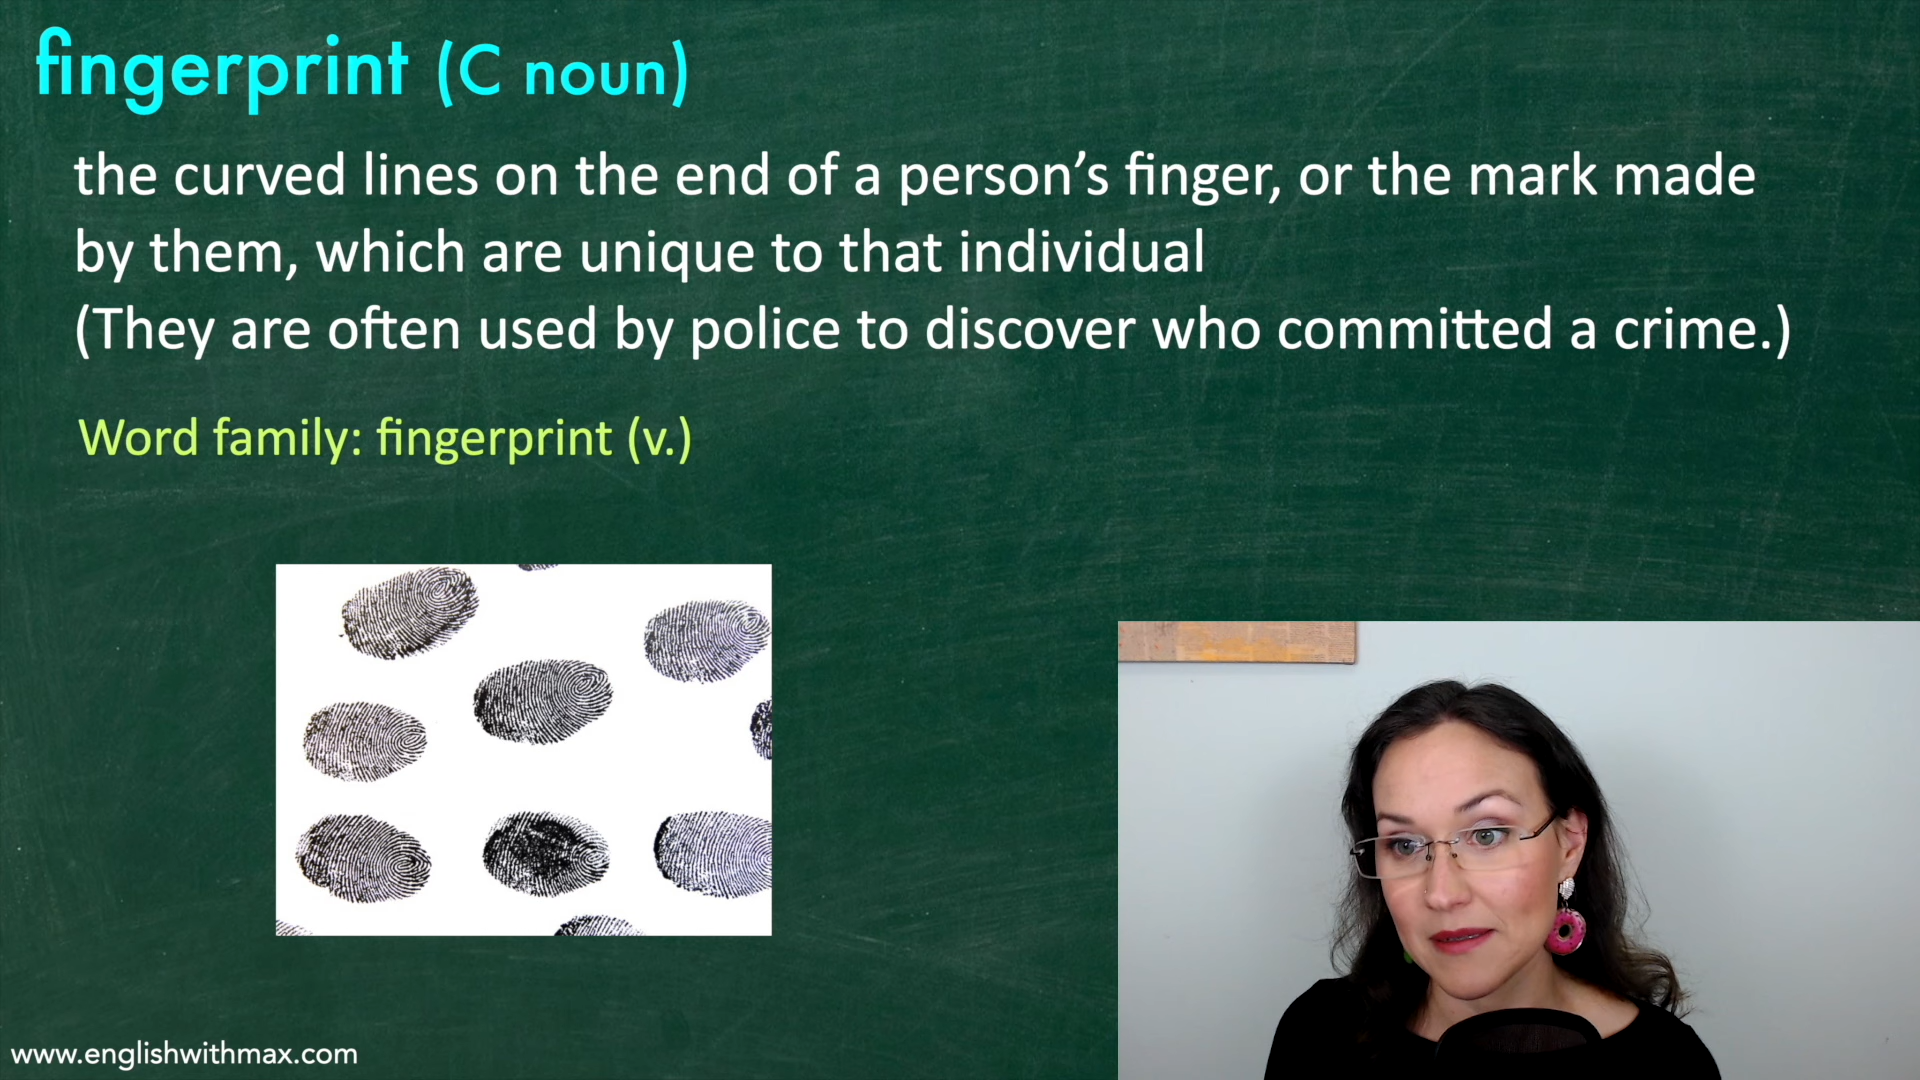 fingerprint (C noun)
the curved lines on the end of a person’s finger, or the mark made
by them, which are unique to that individual
(They are often used by police to discover who committed a crime.)
Word family: fingerprint (v.)
www.englishwithmax.com